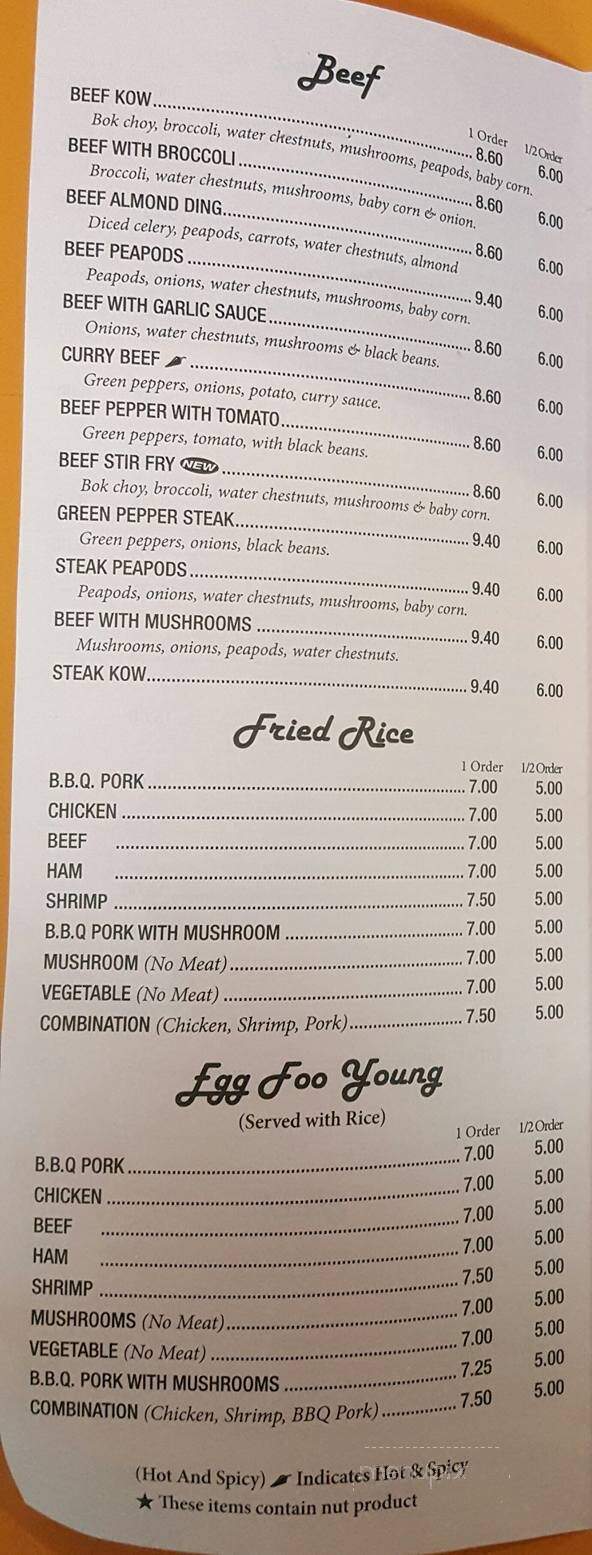 Beef
1 Order 1/2 Order
BEEF KOW 8.60 6.00
Bok choy, broccoli, water chestnuts, mushrooms, peapods, baby corn.
BEEF WITH BROCCOLI 8.60 6.00
Broccoli, water chestnuts, mushrooms, baby corn & onion.
BEEF ALMOND DING 8.60 6.00
Diced celery, peapods, carrots, water chestnuts, almond
BEEF PEAPODS 9.40 6.00
Peapods, onions, water chestnuts, mushrooms, baby corn.
BEEF WITH GARLIC SAUCE 8.60 6.00
Onions, water chestnuts, mushrooms & black beans.
CURRY BEEF 8.60 6.00
Green peppers, onions, potato, curry sauce.
BEEF PEPPER WITH TOMATO 8.60 6.00
Green peppers, tomato, with black beans.
BEEF STIR FRY NEW 8.60 6.00
Bok choy, broccoli, water chestnuts, mushrooms & baby corn.
GREEN PEPPER STEAK 9.40 6.00
Green peppers, onions, black beans.
STEAK PEAPODS 9.40 6.00
Peapods, onions, water chestnuts, mushrooms, baby corn.
BEEF WITH MUSHROOMS 9.40 6.00
Mushrooms, onions, peapods, water chestnuts.
STEAK KOW 9.40 6.00
Fried Rice
1 Order 1/2 Order
B.B.Q. PORK 7.00 5.00
CHICKEN 7.00 5.00
BEEF 7.00 5.00
HAM 7.00 5.00
SHRIMP 7.50 5.00
B.B.Q PORK WITH MUSHROOM 7.00 5.00
MUSHROOM (No Meat) 7.00 5.00
VEGETABLE (No Meat) 7.00 5.00
COMBINATION (Chicken, Shrimp, Pork) 7.50 5.00
Egg Foo Young
(Served with Rice)
1 Order 1/2 Order
B.B.Q PORK 7.00 5.00
CHICKEN 7.00 5.00
BEEF 7.00 5.00
HAM 7.00 5.00
SHRIMP 7.50 5.00
MUSHROOMS (No Meat) 7.00 5.00
VEGETABLE (No Meat) 7.00 5.00
B.B.Q. PORK WITH MUSHROOMS 7.25 5.00
COMBINATION (Chicken, Shrimp, BBQ Pork) 7.50 5.00
(Hot And Spicy) Indicates Hot & Spicy
★ These items contain nut product